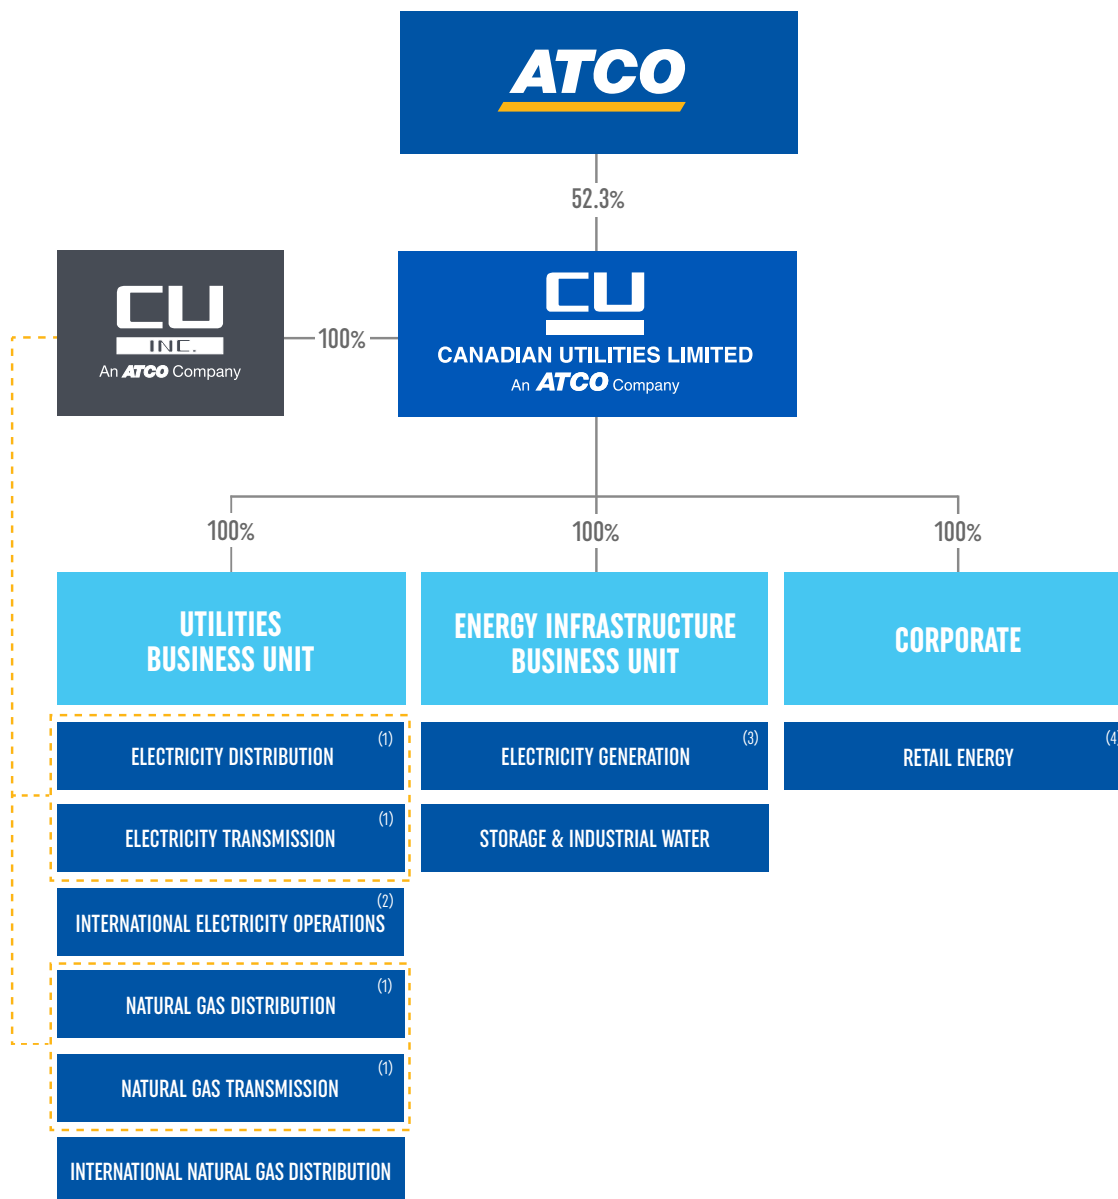 ATCO
52.3%
CU
INC.
An ATCO Company
100%
CU
CANADIAN UTILITIES LIMITED
An ATCO Company
100%
100%
100%
UTILITIES
BUSINESS UNIT
ENERGY INFRASTRUCTURE
BUSINESS UNIT
CORPORATE
ELECTRICITY DISTRIBUTION (1)
ELECTRICITY GENERATION (3)
RETAIL ENERGY (4)
ELECTRICITY TRANSMISSION (1)
STORAGE & INDUSTRIAL WATER
INTERNATIONAL ELECTRICITY OPERATIONS (2)
NATURAL GAS DISTRIBUTION (1)
NATURAL GAS TRANSMISSION (1)
INTERNATIONAL NATURAL GAS DISTRIBUTION